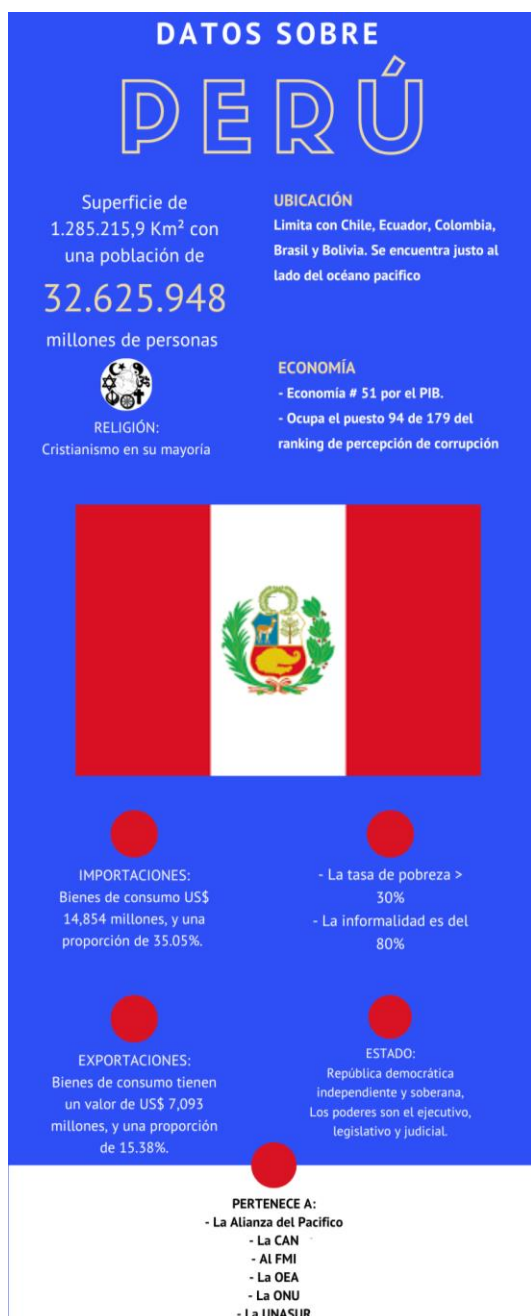 DATOS SOBRE
PERÚ
Superficie de
1.285.215,9 Km² con
una población de
32.625.948
millones de personas
RELIGIÓN:
Cristianismo en su mayoría
UBICACIÓN
Limita con Chile, Ecuador, Colombia,
Brasil y Bolivia. Se encuentra justo al
lado del océano pacifico
ECONOMÍA
- Economía # 51 por el PIB.
- Ocupa el puesto 94 de 179 del
ranking de percepción de corrupción
IMPORTACIONES:
Bienes de consumo US$
14,854 millones, y una
proporción de 35.05%.
- La tasa de pobreza >
30%
- La informalidad es del
80%
EXPORTACIONES:
Bienes de consumo tienen
un valor de US$ 7,093
millones, y una proporción
de 15.38%.
ESTADO:
República democrática
independiente y soberana,
Los poderes son el ejecutivo,
legislativo y judicial.
PERTENECE A:
- La Alianza del Pacifico
- La CAN
- Al FMI
- La OEA
- La ONU
- La UNASUR